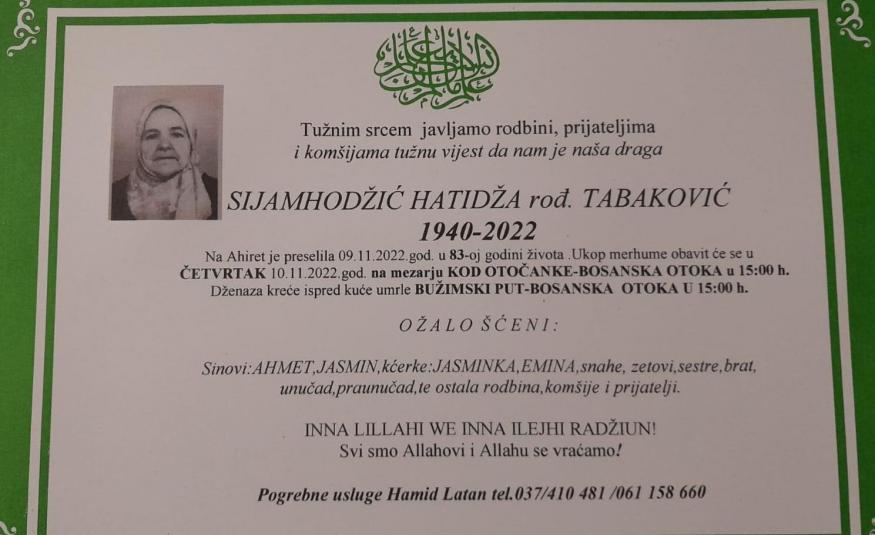 Tužnim srcem javljamo rodbini, prijateljima
i komšijama tužnu vijest da nam je naša draga
SIJAMHODŽIĆ HATIDŽA rođ. TABAKOVIĆ
1940-2022
Na Ahiret je preselila 09.11.2022.god. u 83-oj godini života .Ukop merhume obavit će se u
ČETVRTAK 10.11.2022.god. na mezarju KOD OTOČANKE-BOSANSKA OTOKA u 15:00 h.
Dženaza kreće ispred kuće umrle BUŽIMSKI PUT-BOSANSKA OTOKA U 15:00 h.
O Ž A L O Š Ć E N I :
Sinovi:AHMET,JASMIN,kćerke:JASMINKA,EMINA,snahe, zetovi,sestre,brat,
unučad,praunučad,te ostala rodbina,komšije i prijatelji.
INNA LILLAHI WE INNA ILEJHI RADŽIUN!
Svi smo Allahovi i Allahu se vraćamo!
Pogrebne usluge Hamid Latan tel.037/410 481 /061 158 660